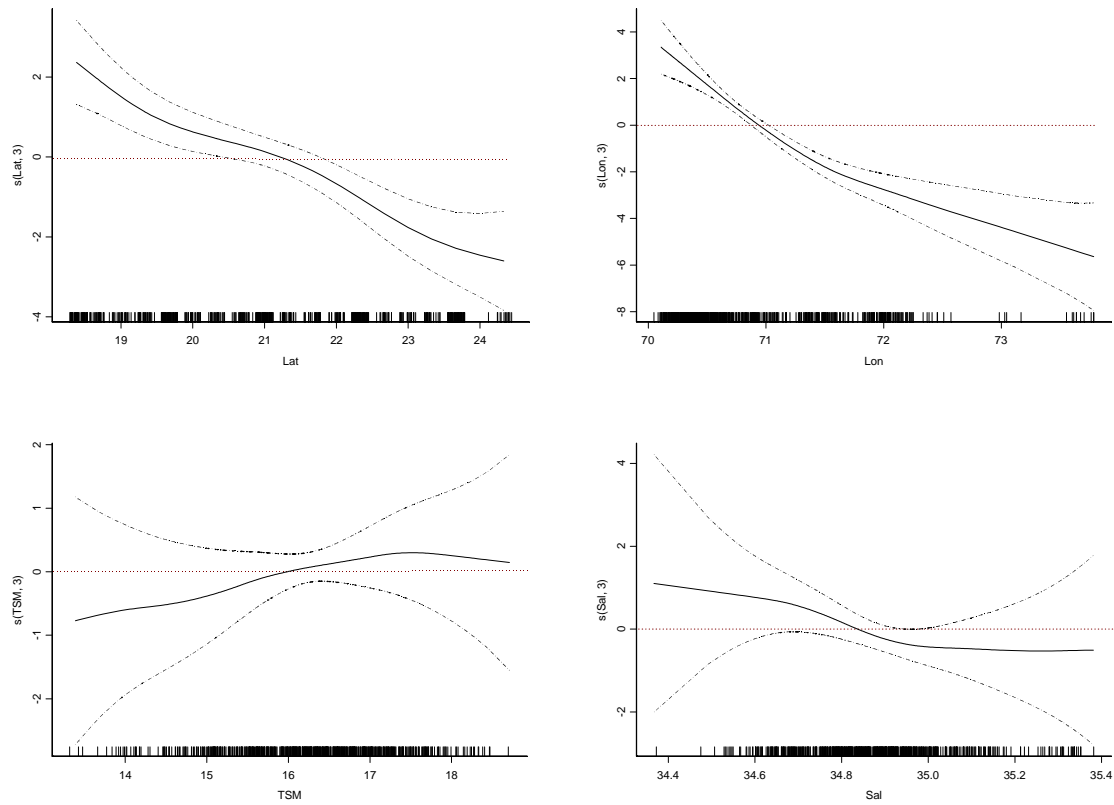 2
0
-2
-4
s(Lat, 3)
19 20 21 22 23 24
Lat
4
2
0
-2
-4
-6
-8
s(Lon, 3)
70 71 72 73
Lon
2
1
0
-1
-2
s(TSM, 3)
14 15 16 17 18
TSM
4
2
0
-2
s(Sal, 3)
34.4 34.6 34.8 35.0 35.2 35.4
Sal